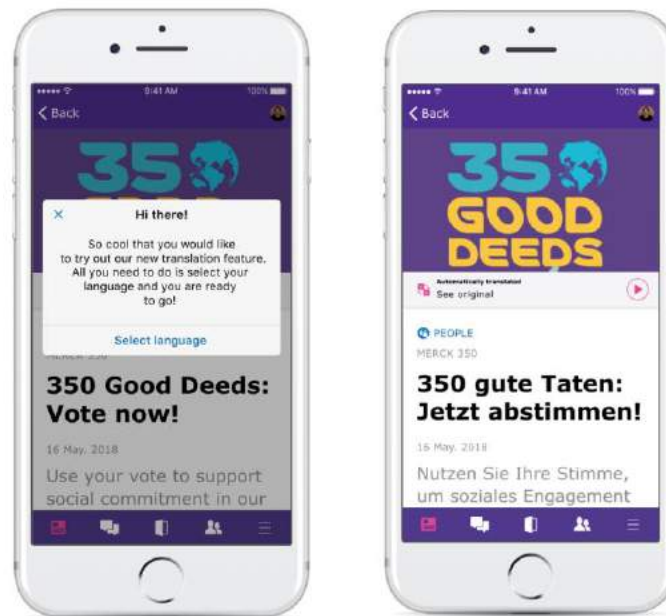 9:41 AM
100%
Back
350
Hi there!
So cool that you would like
to try out our new translation feature.
All you need to do is select your
language and you are ready
to go!
Select language
MERCK 350
350 Good Deeds:
Vote now!
16 May. 2018
Use your vote to support
social commitment in our
9:41 AM
100%
Back
350
GOOD
DEEDS
Automatically translated
See original
PEOPLE
MERCK 350
350 gute Taten:
Jetzt abstimmen!
16 May. 2018
Nutzen Sie Ihre Stimme,
um soziales Engagement